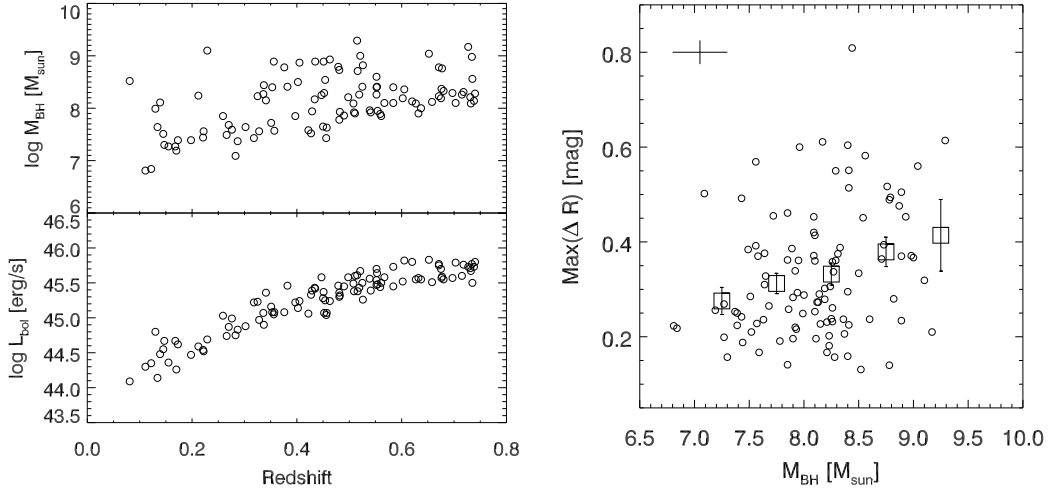 10
9
8
7
6
log M_BH [M_sun]
46.5
46.0
45.5
45.0
44.5
44.0
43.5
log L_bol [erg/s]
0.0 0.2 0.4 0.6 0.8
Redshift
0.8
0.6
0.4
0.2
Max(Δ R) [mag]
6.5 7.0 7.5 8.0 8.5 9.0 9.5 10.0
M_BH [M_sun]